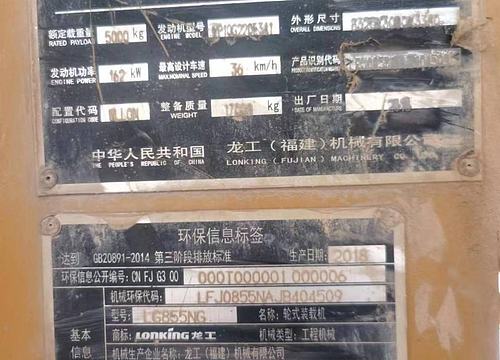 额定载重量 RATED PAYLOAD 5000 kg 发动机型号 ENGINE MODEL 外形尺寸 OVERALL DIMENSIONS
发动机功率 ENGINE POWER 162 kW 最高设计车速 MAX.NOMINAL SPEED 36 km/h 产品识别代码
配置代码 CONFIGURATION CODE 整备质量 WEIGHT kg 出厂日期 DATE OF MANUFACTURE
中华人民共和国 龙工（福建）机械有限公
THE PEOPLE'S REPUBLIC OF CHINA LONKING (FUJIAN) MACHINERY CO
环保信息标签
达到 GB20891-2014 第三阶段排放标准 生产日期: 2018
环保信息公开编号: CN FJ G3 00 000T000001 000006
机械环保代码: LFJ0855NAJB404509
型号: LG855NG 名称: 轮式装载机
基本 商标: LONKING龙工 机械类型: 工程机械
信息 机械生产企业名称: 龙工（福建）机械有限公司